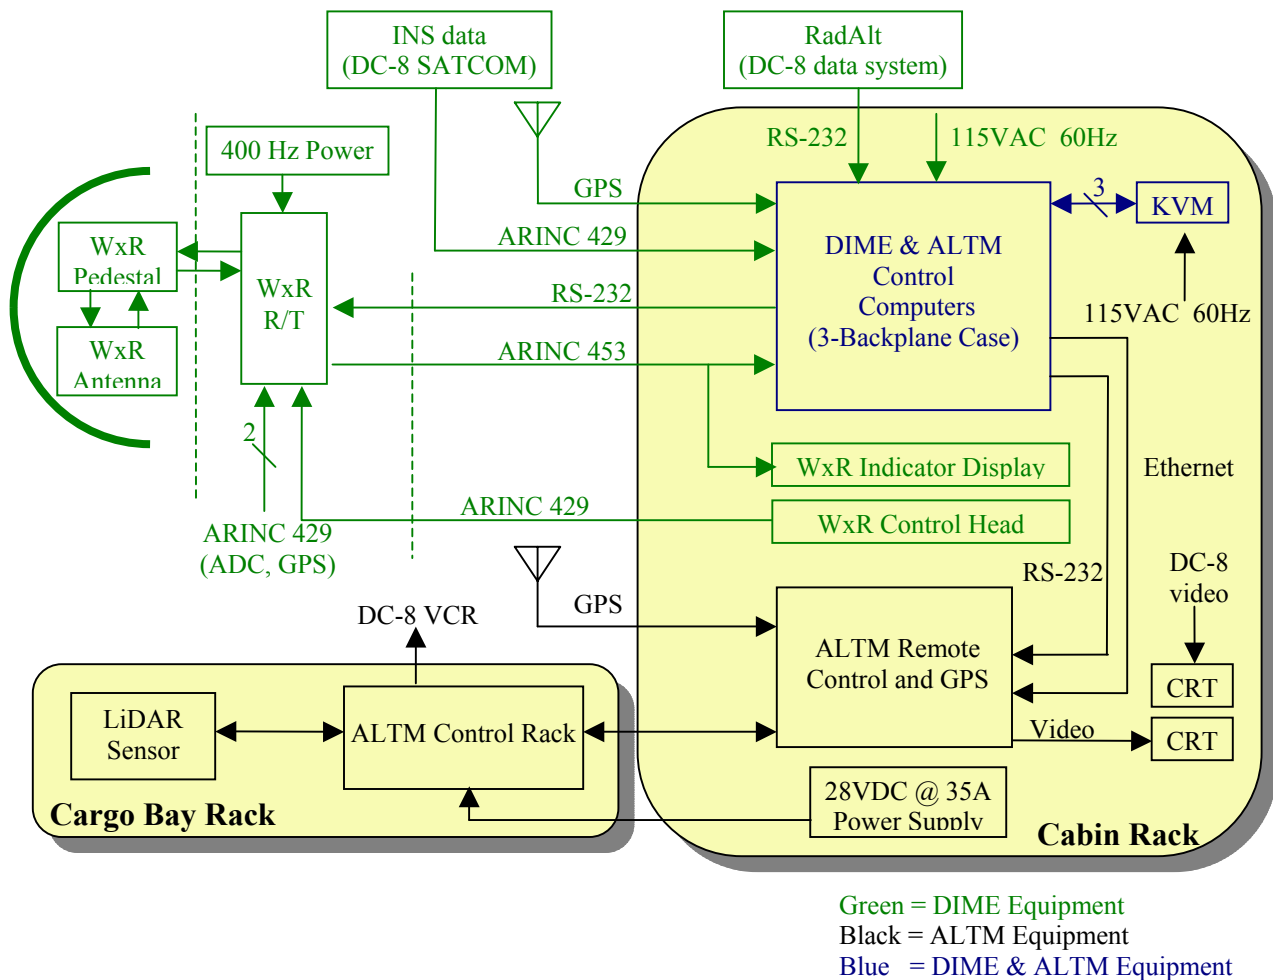 INS data
(DC-8 SATCOM)
RadAlt
(DC-8 data system)
RS-232
115VAC 60Hz
400 Hz Power
GPS
3
KVM
WxR
Pedestal
WxR
R/T
ARINC 429
DIME & ALTM
Control
Computers
(3-Backplane Case)
RS-232
115VAC 60Hz
WxR
Antenna
ARINC 453
2
WxR Indicator Display
Ethernet
ARINC 429
(ADC, GPS)
ARINC 429
WxR Control Head
RS-232
DC-8
video
GPS
DC-8 VCR
ALTM Remote
Control and GPS
CRT
LiDAR
Sensor
ALTM Control Rack
Video
CRT
28VDC @ 35A
Power Supply
Cargo Bay Rack
Cabin Rack
Green = DIME Equipment
Black = ALTM Equipment
Blue = DIME & ALTM Equipment